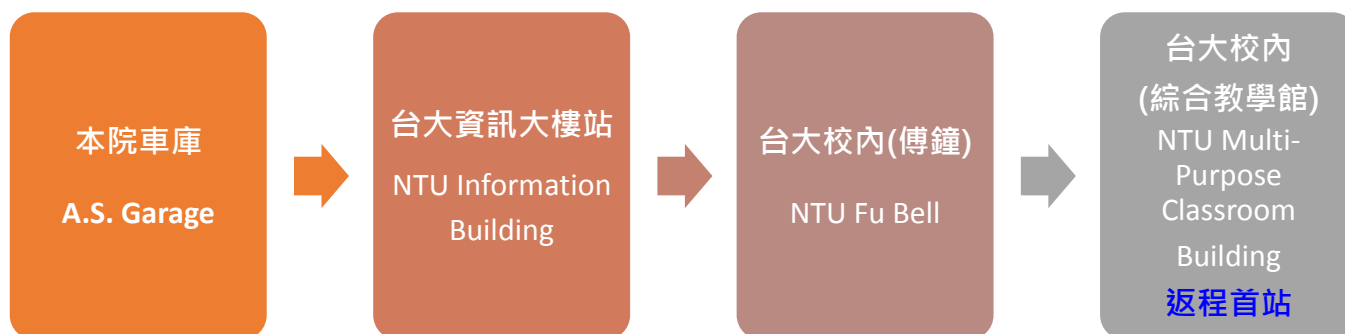 本院車庫
A.S. Garage
台大資訊大樓站
NTU Information
Building
台大校內(傅鐘)
NTU Fu Bell
台大校內
(綜合教學館)
NTU Multi-
Purpose
Classroom
Building
返程首站